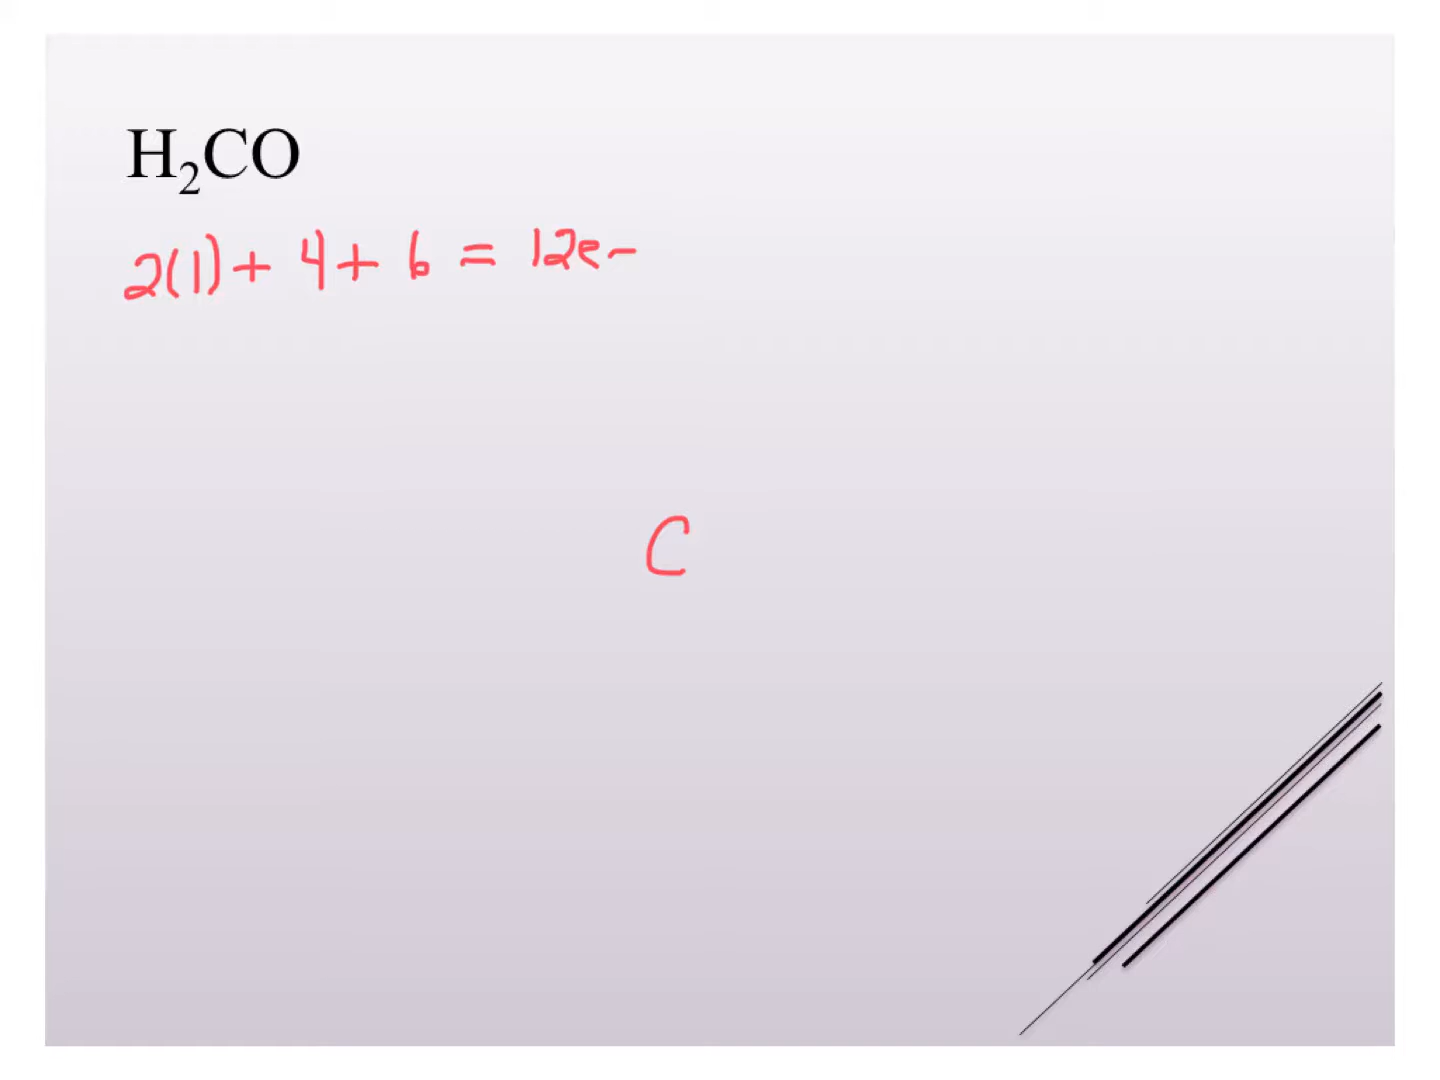 H₂CO
2(1) + 4 + 6 = 12e-
C